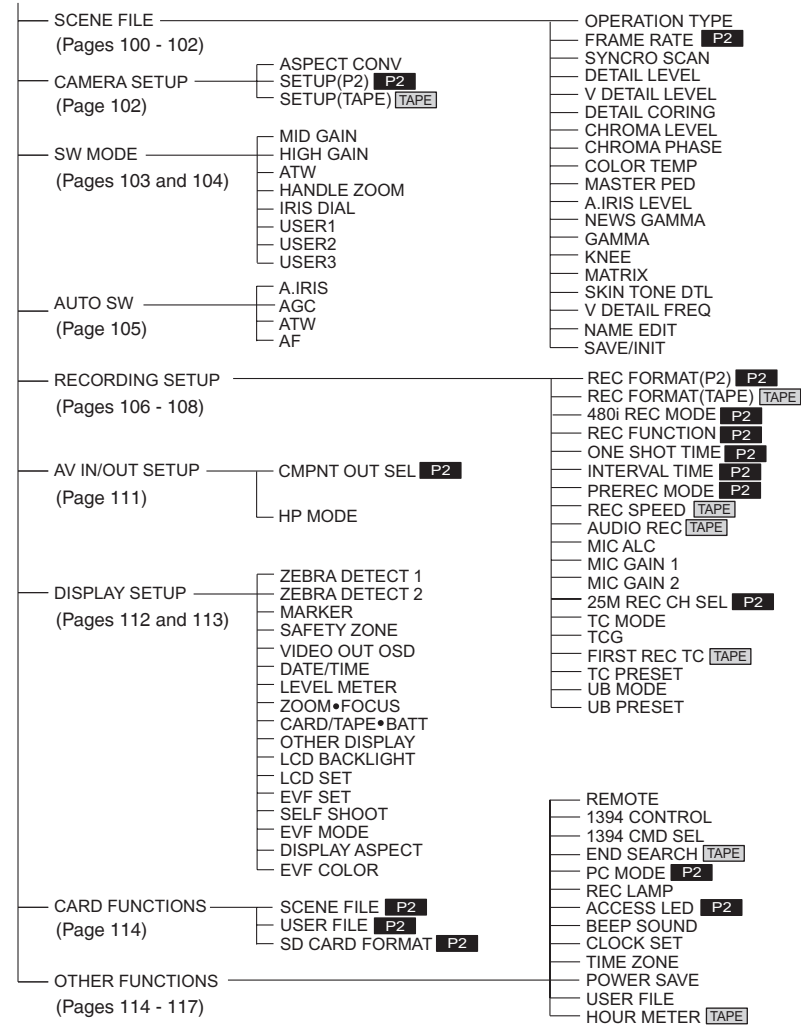 SCENE FILE
(Pages 100 - 102)
OPERATION TYPE
FRAME RATE P2
SYNCRO SCAN
DETAIL LEVEL
V DETAIL LEVEL
DETAIL CORING
CHROMA LEVEL
CHROMA PHASE
COLOR TEMP
MASTER PED
A.IRIS LEVEL
NEWS GAMMA
GAMMA
KNEE
MATRIX
SKIN TONE DTL
V DETAIL FREQ
NAME EDIT
SAVE/INIT
CAMERA SETUP
(Page 102)
ASPECT CONV
SETUP(P2) P2
SETUP(TAPE) TAPE
SW MODE
(Pages 103 and 104)
MID GAIN
HIGH GAIN
ATW
HANDLE ZOOM
IRIS DIAL
USER1
USER2
USER3
AUTO SW
(Page 105)
A.IRIS
AGC
ATW
AF
RECORDING SETUP
(Pages 106 - 108)
REC FORMAT(P2) P2
REC FORMAT(TAPE) TAPE
480i REC MODE P2
REC FUNCTION P2
ONE SHOT TIME P2
INTERVAL TIME P2
PREREC MODE P2
REC SPEED TAPE
AUDIO REC TAPE
MIC ALC
MIC GAIN 1
MIC GAIN 2
25M REC CH SEL P2
TC MODE
TCG
FIRST REC TC TAPE
TC PRESET
UB MODE
UB PRESET
AV IN/OUT SETUP
(Page 111)
CMPNT OUT SEL P2
HP MODE
DISPLAY SETUP
(Pages 112 and 113)
ZEBRA DETECT 1
ZEBRA DETECT 2
MARKER
SAFETY ZONE
VIDEO OUT OSD
DATE/TIME
LEVEL METER
ZOOM•FOCUS
CARD/TAPE•BATT
OTHER DISPLAY
LCD BACKLIGHT
LCD SET
EVF SET
SELF SHOOT
EVF MODE
DISPLAY ASPECT
EVF COLOR
CARD FUNCTIONS
(Page 114)
SCENE FILE P2
USER FILE P2
SD CARD FORMAT P2
OTHER FUNCTIONS
(Pages 114 - 117)
REMOTE
1394 CONTROL
1394 CMD SEL
END SEARCH TAPE
PC MODE P2
REC LAMP
ACCESS LED P2
BEEP SOUND
CLOCK SET
TIME ZONE
POWER SAVE
USER FILE
HOUR METER TAPE